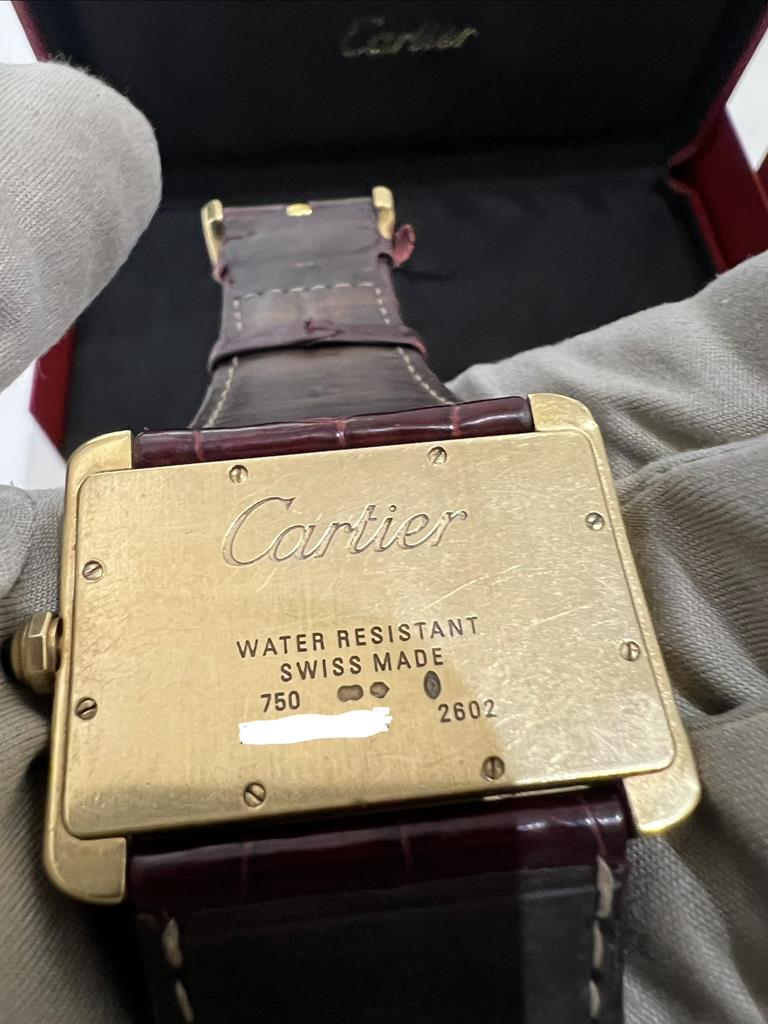 Cartier
Cartier
WATER RESISTANT
SWISS MADE
750
2602